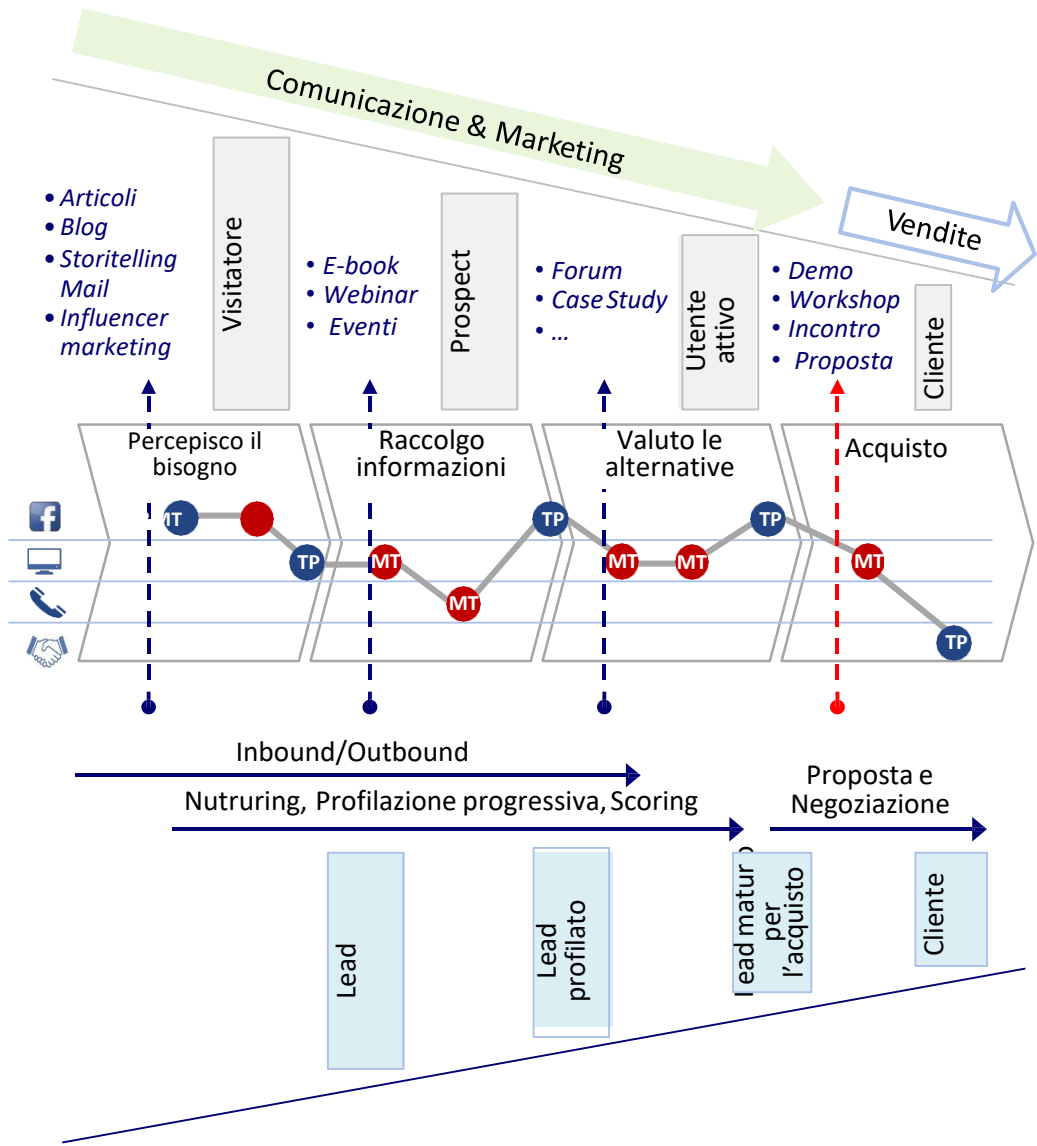 Comunicazione & Marketing
Vendite
• Articoli
• Blog
• Storitelling
Mail
• Influencer
marketing
Visitatore
• E-book
• Webinar
• Eventi
Prospect
• Forum
• Case Study
• ...
Utente
attivo
• Demo
• Workshop
• Incontro
• Proposta
Cliente
Percepisco il
bisogno
Raccolgo
informazioni
Valuto le
alternative
Acquisto
MT
TP
TP
MT
TP
MT
MT
MT
MT
TP
Inbound/Outbound
Nutruring, Profilazione progressiva, Scoring
Proposta e
Negoziazione
Lead
Lead
profilato
Lead maturo
per
l'acquisto
Cliente